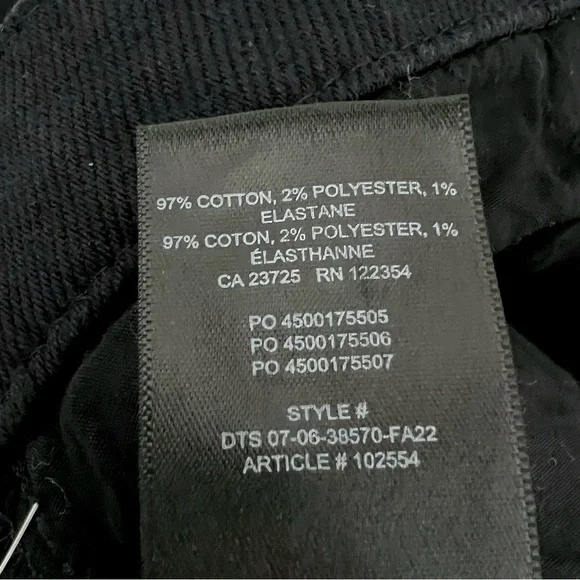 97% COTTON, 2% POLYESTER, 1%
ELASTANE
97% COTON, 2% POLYESTER, 1%
ÉLASTHANNE
CA 23725 RN 122354
PO 4500175505
PO 4500175506
PO 4500175507
STYLE #
DTS 07-06-38570-FA22
ARTICLE # 102554